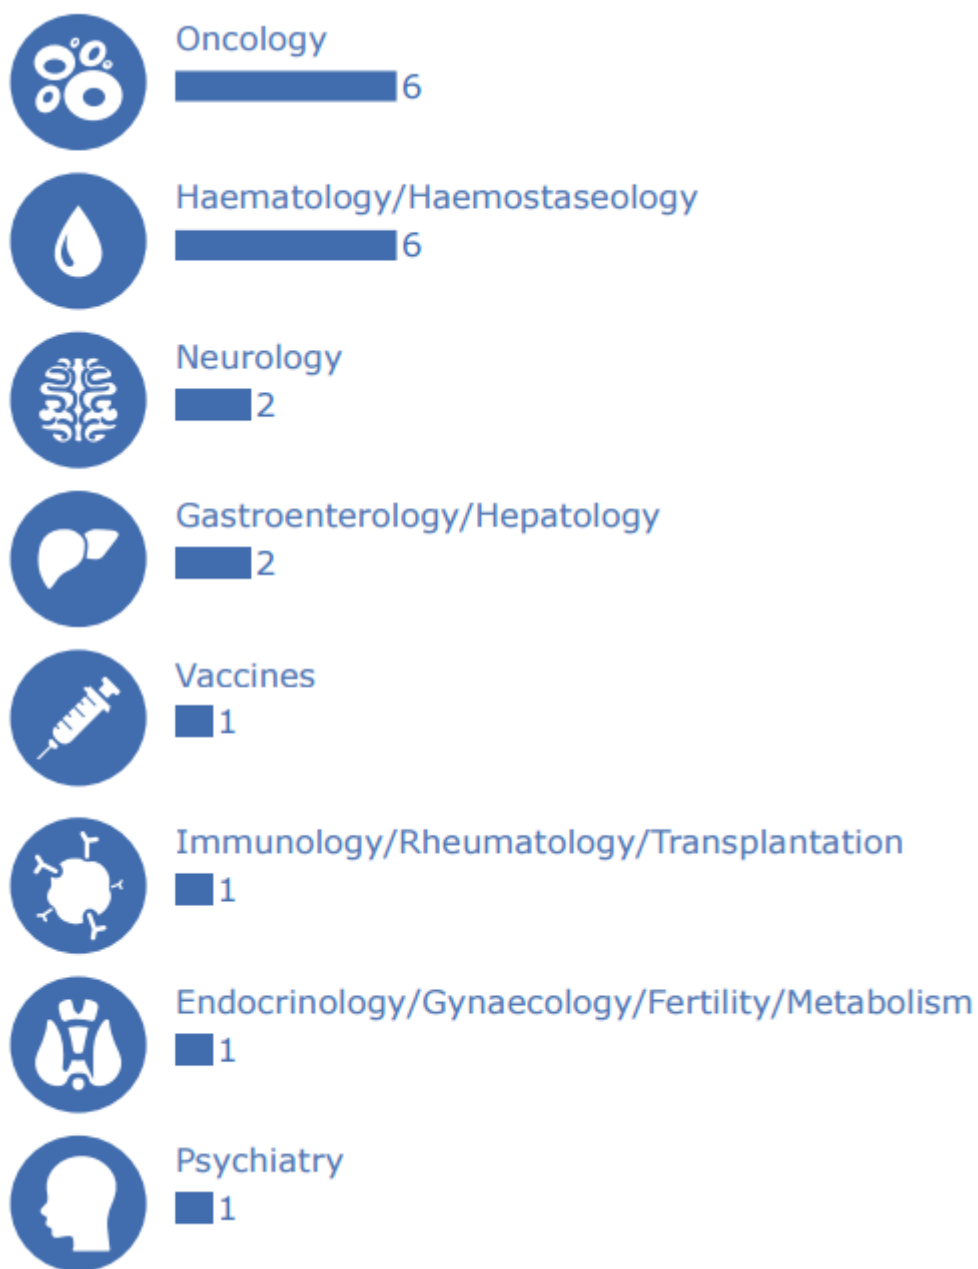 Oncology
6
Haematology/Haemostaseology
6
Neurology
2
Gastroenterology/Hepatology
2
Vaccines
1
Immunology/Rheumatology/Transplantation
1
Endocrinology/Gynaecology/Fertility/Metabolism
1
Psychiatry
1